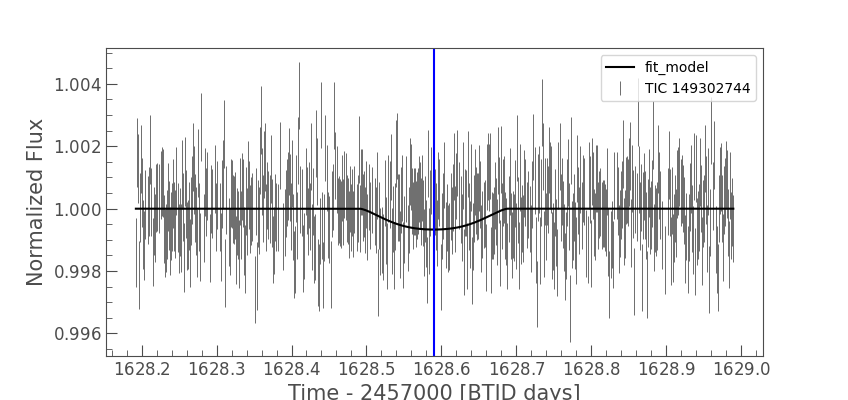 fit_model
TIC 149302744
Normalized Flux
1.004
1.002
1.000
0.998
0.996
1628.2 1628.3 1628.4 1628.5 1628.6 1628.7 1628.8 1628.9 1629.0
Time - 2457000 [BTJD days]